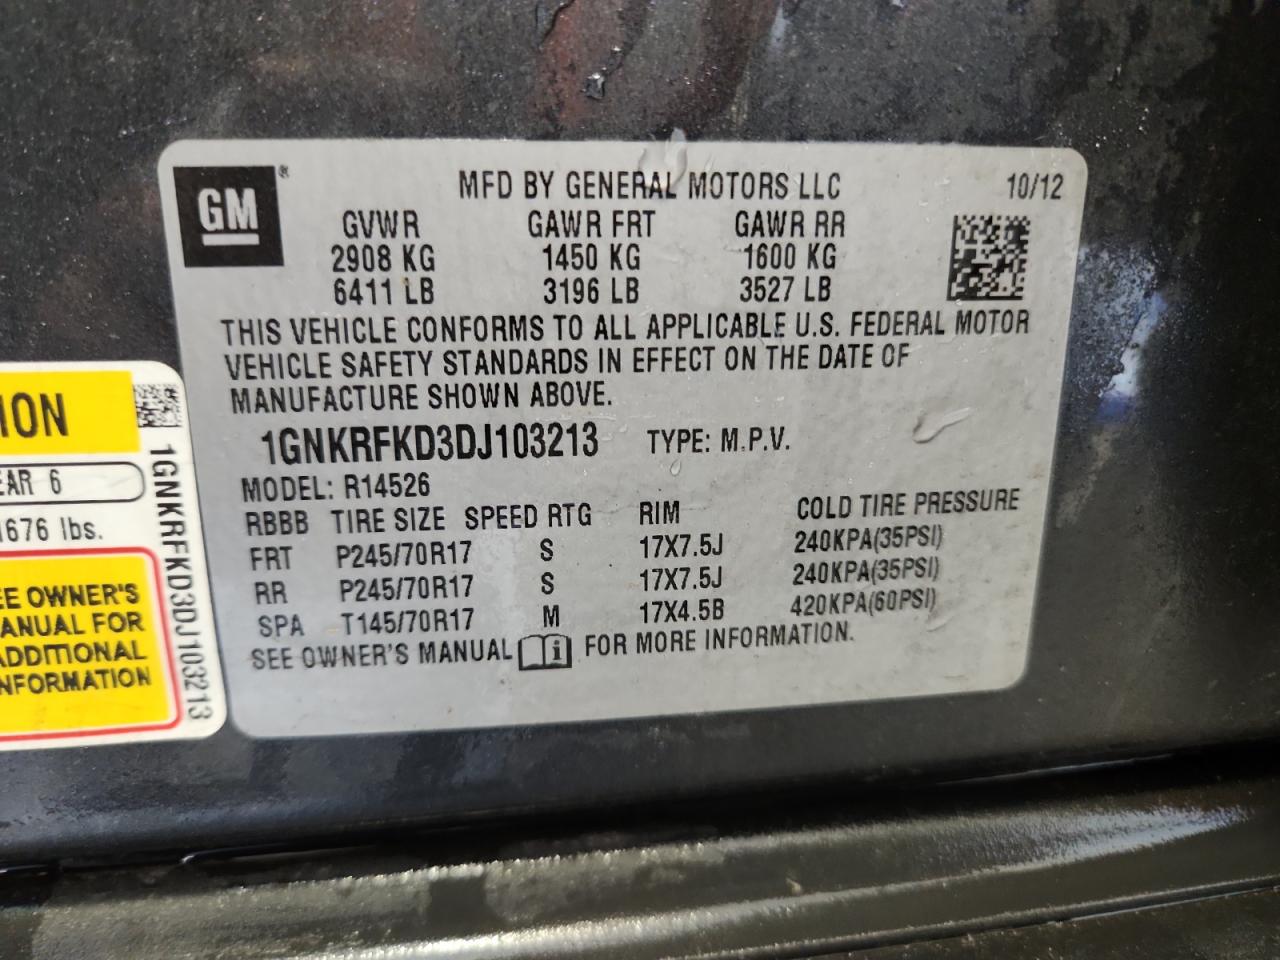 GM®
MFD BY GENERAL MOTORS LLC 10/12
GVWR GAWR FRT GAWR RR
2908 KG 1450 KG 1600 KG
6411 LB 3196 LB 3527 LB
THIS VEHICLE CONFORMS TO ALL APPLICABLE U.S. FEDERAL MOTOR
VEHICLE SAFETY STANDARDS IN EFFECT ON THE DATE OF
MANUFACTURE SHOWN ABOVE.
1GNKRFKD3DJ103213 TYPE: M.P.V.
MODEL: R14526
RBBB TIRE SIZE SPEED RTG RIM COLD TIRE PRESSURE
FRT P245/70R17 S 17X7.5J 240KPA(35PSI)
RR P245/70R17 S 17X7.5J 240KPA(35PSI)
SPA T145/70R17 M 17X4.5B 420KPA(60PSI)
SEE OWNER'S MANUAL i FOR MORE INFORMATION.
ION
EAR 6
1676 lbs.
EE OWNER'S
ANUAL FOR
ADDITIONAL
NFORMATION
1GNKRFKD3DJ103213